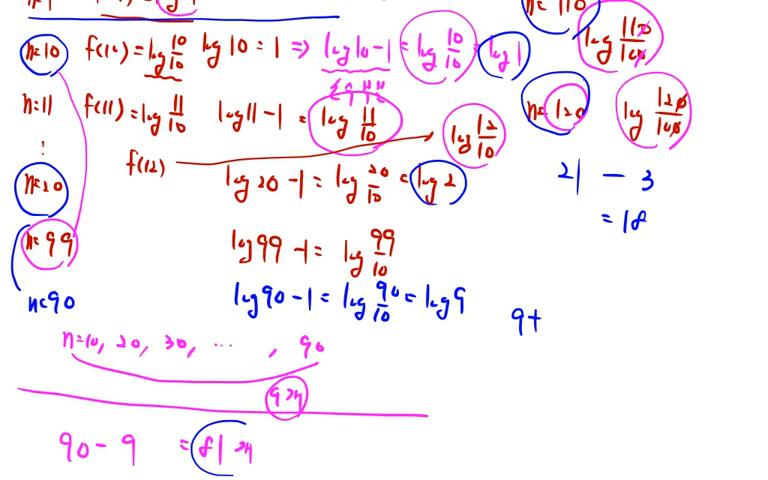 n=10 f(10) = log 10/10 log 10 = 1 ⇒ log 10 - 1 = log 10/10 = log 1
n=11 f(11) = log 11/10 log 11 - 1 = log 11/10
⋮
f(12) log 12/10
n=20 log 20 - 1 = log 20/10 = log 2
n=99 log 99 - 1 = log 99/10
n=90 log 90 - 1 = log 90/10 = log 9
n=10, 20, 30, ... , 90
9개
90 - 9 = 81개
n=110
log 110/100
n=120 log 120/100
21 - 3
= 18
9+